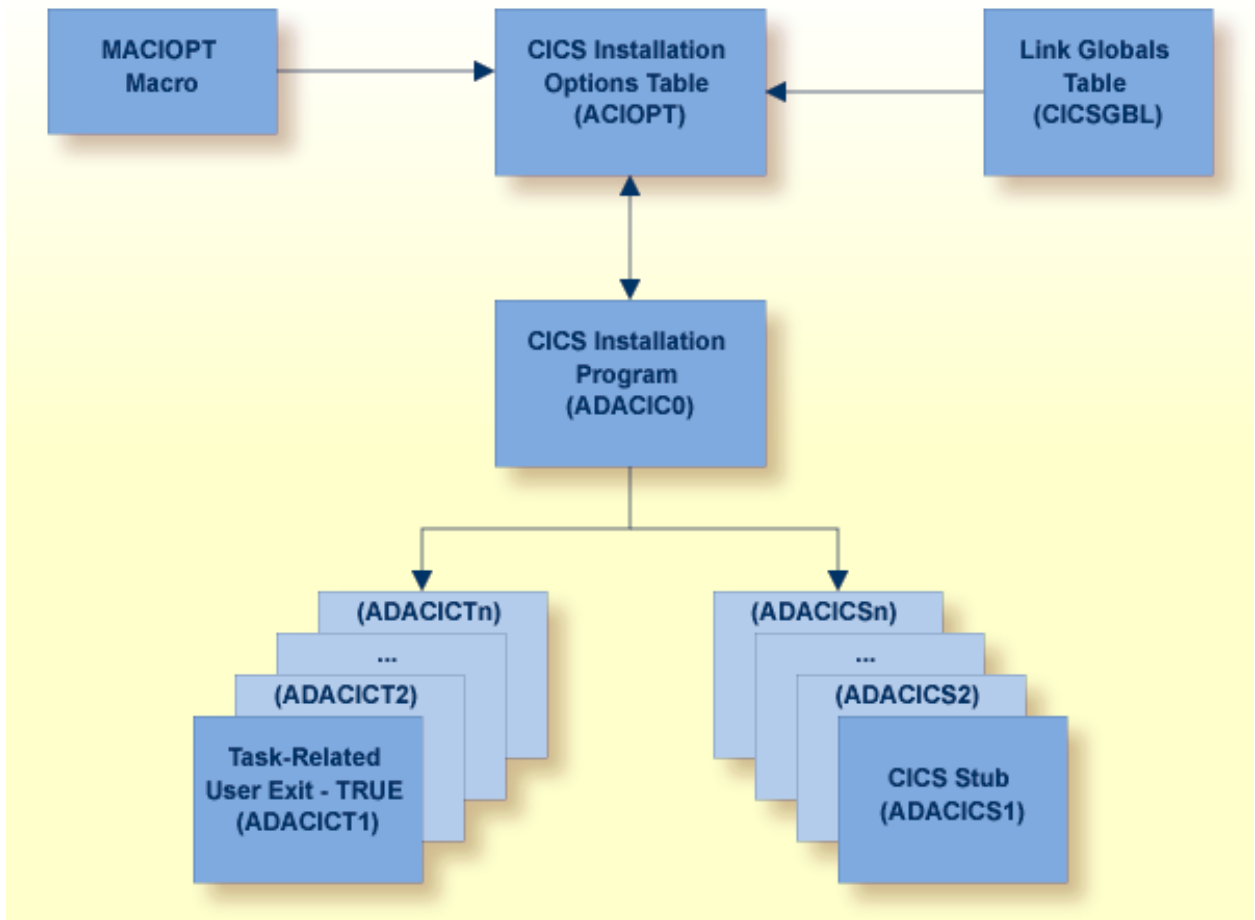 MACIOPT
Macro
CICS Installation
Options Table
(ACIOPT)
Link Globals
Table
(CICSGBL)
CICS Installation
Program
(ADACIC0)
(ADACICTn)
...
(ADACICT2)
Task-Related
User Exit - TRUE
(ADACICT1)
(ADACICSn)
...
(ADACICS2)
CICS Stub
(ADACICS1)